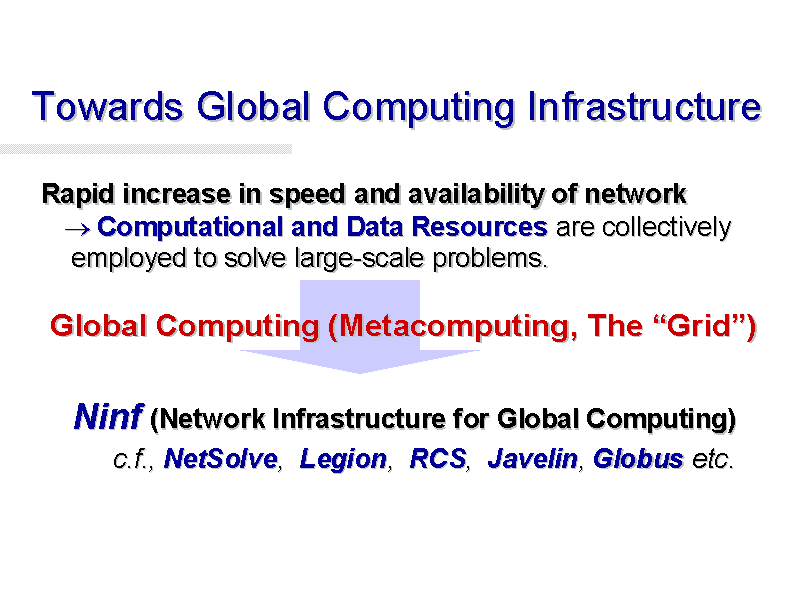 Towards Global Computing Infrastructure
Rapid increase in speed and availability of network
→ Computational and Data Resources are collectively
employed to solve large-scale problems.
Global Computing (Metacomputing, The “Grid”)
Ninf (Network Infrastructure for Global Computing)
c.f., NetSolve, Legion, RCS, Javelin, Globus etc.